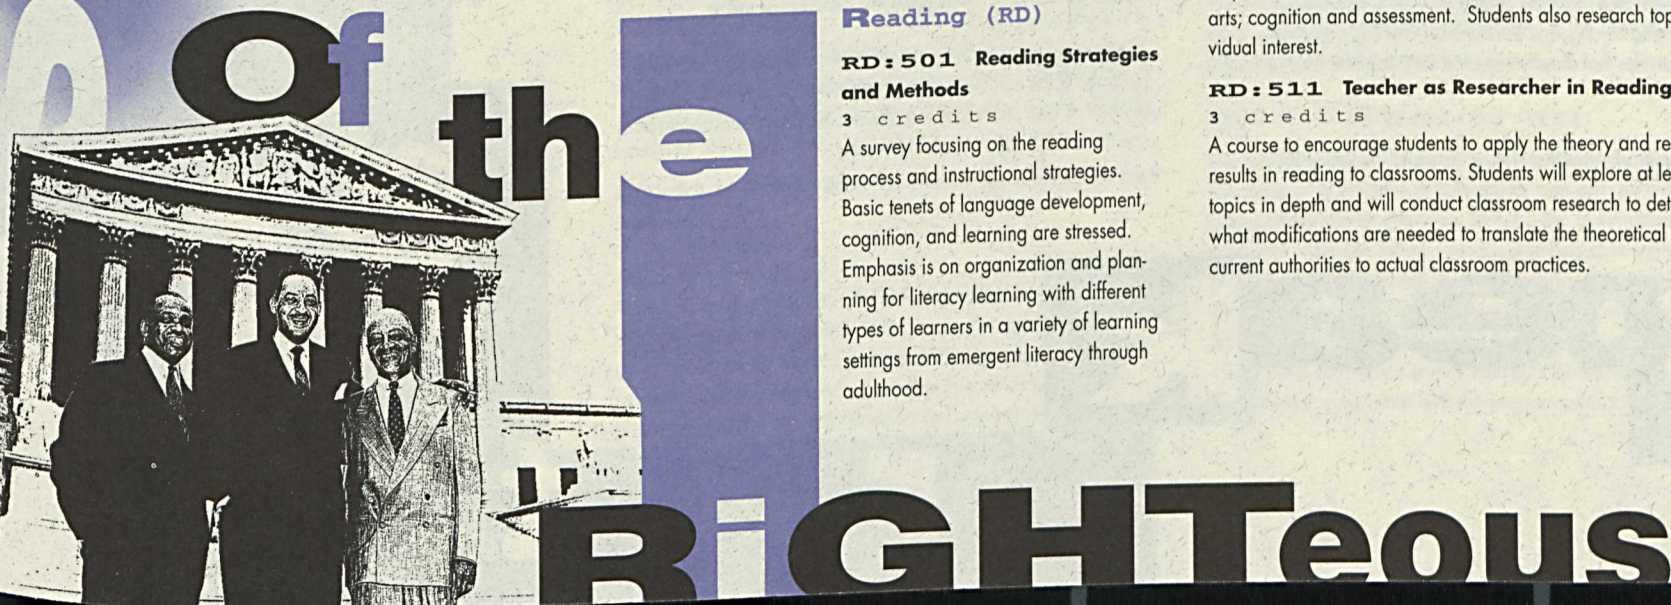 Of
the
RiGHTeous
Reading (RD)
RD:501 Reading Strategies
and Methods
3 credits
A survey focusing on the reading
process and instructional strategies.
Basic tenets of language development,
cognition, and learning are stressed.
Emphasis is on organization and plan-
ning for literacy learning with different
types of learners in a variety of learning
settings from emergent literacy through
adulthood.
arts; cognition and assessment. Students also research
vidual interest.
RD:511 Teacher as Researcher in Reading
3 credits
A course to encourage students to apply the theory and
results in reading to classrooms. Students will explore at
topics in depth and will conduct classroom research to
what modifications are needed to translate the theoretical
current authorities to actual classroom practices.